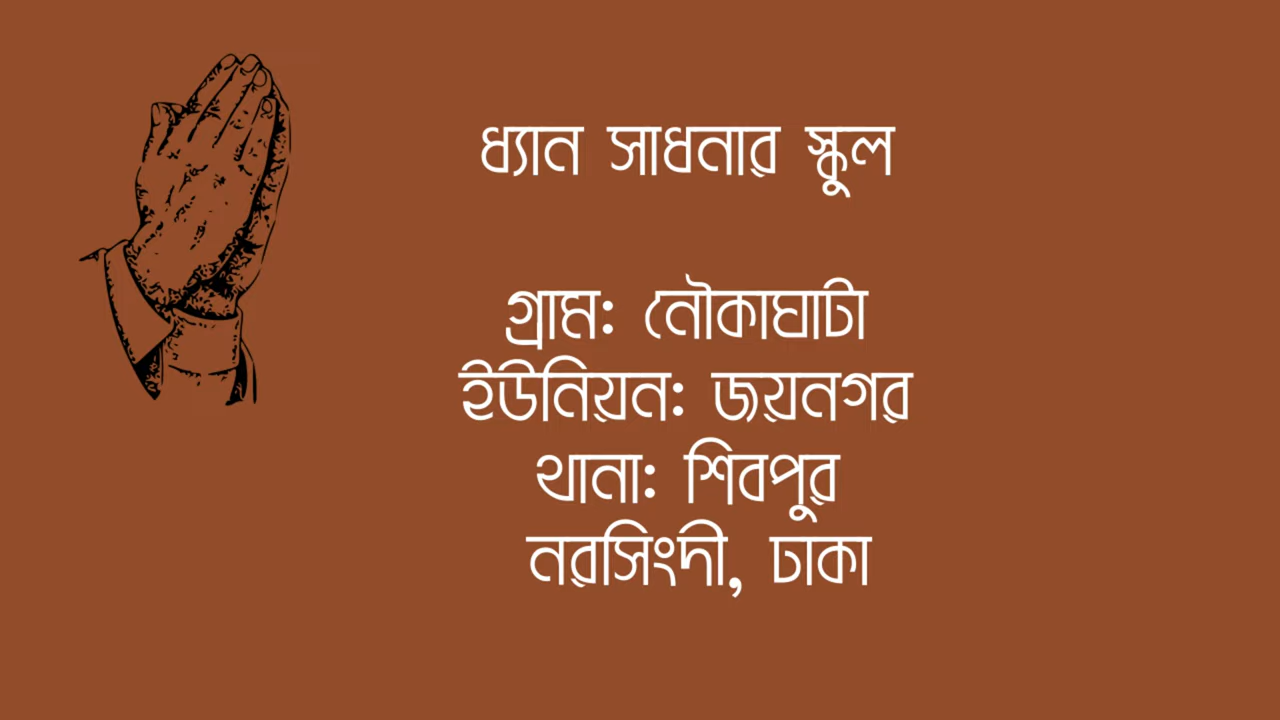 ধ্যান সাধনার স্কুল
গ্রাম: নৌকাঘাটা
ইউনিয়ন: জয়নগর
থানা: শিবপুর
নরসিংদী, ঢাকা